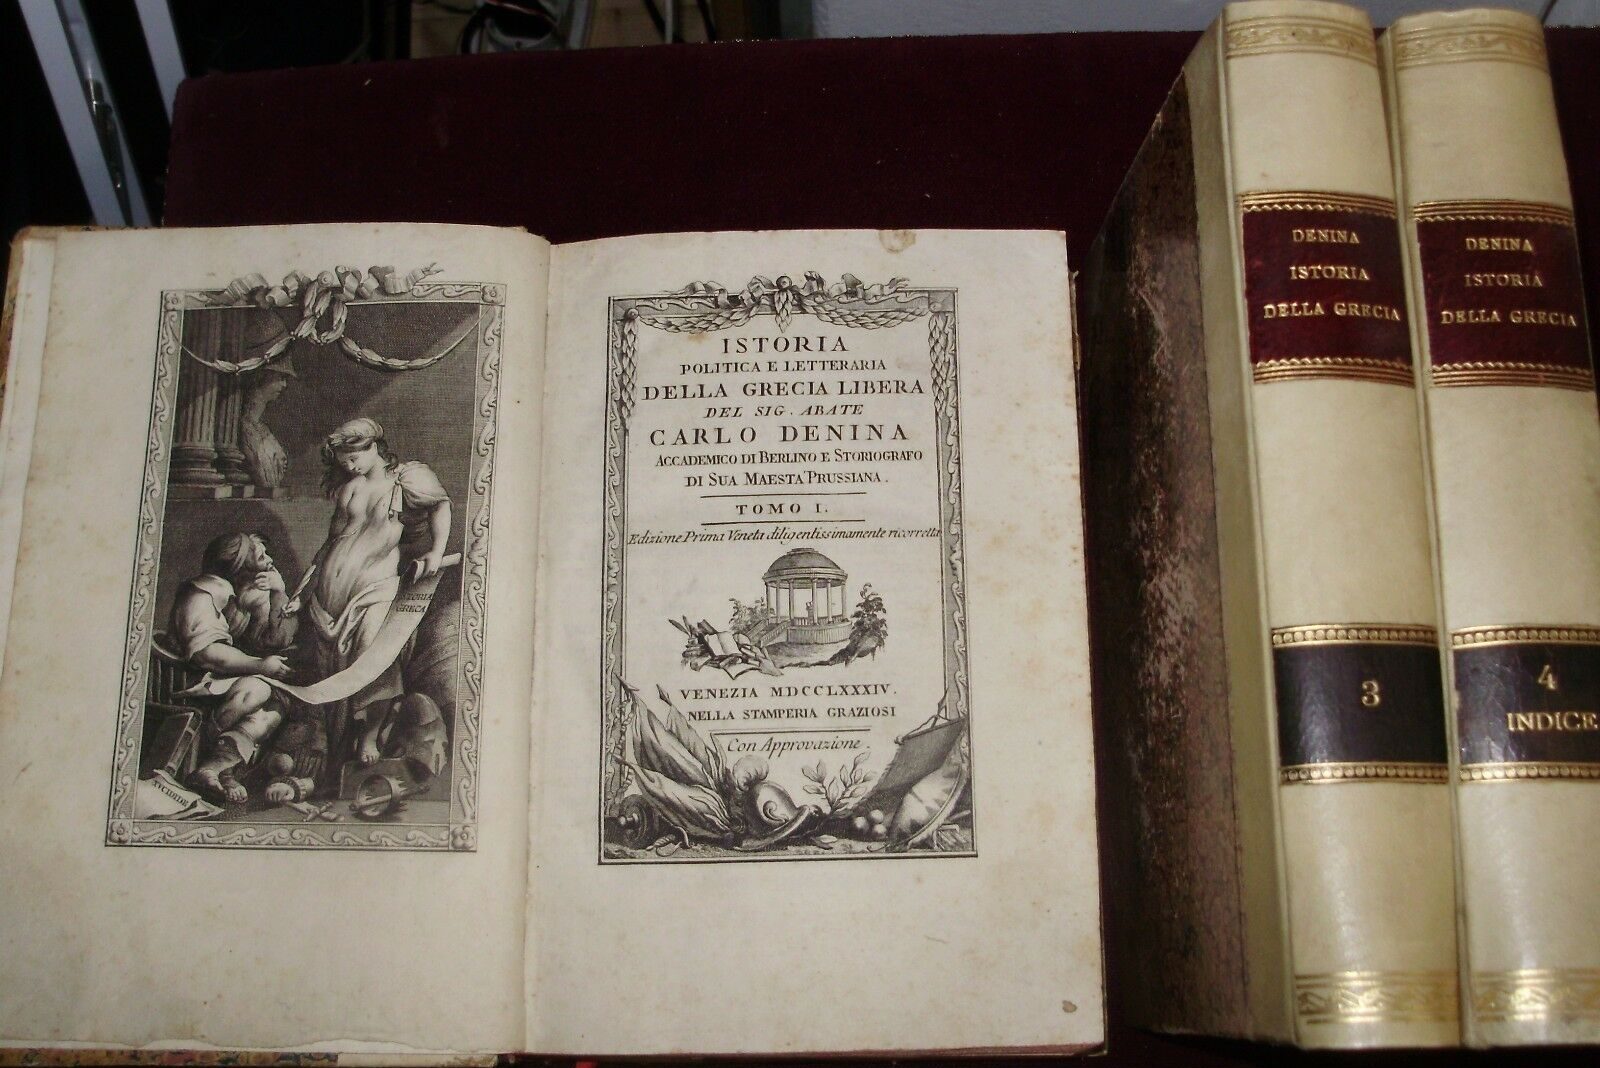 STORIA
GRECA
ISTORIA
POLITICA E LETTERARIA
DELLA GRECIA LIBERA
DEL SIG. ABATE
CARLO DENINA
ACCADEMICO DI BERLINO E STORIOGRAFO
DI SUA MAESTA' PRUSSIANA.
TOMO I.
Edizione Prima Veneta diligentissimamente ricorretta
VENEZIA MDCCLXXXIV.
NELLA STAMPERIA GRAZIOSI
Con Approvazione.
DENINA
ISTORIA
DELLA GRECIA
3
DENINA
ISTORIA
DELLA GRECIA
4
INDICE